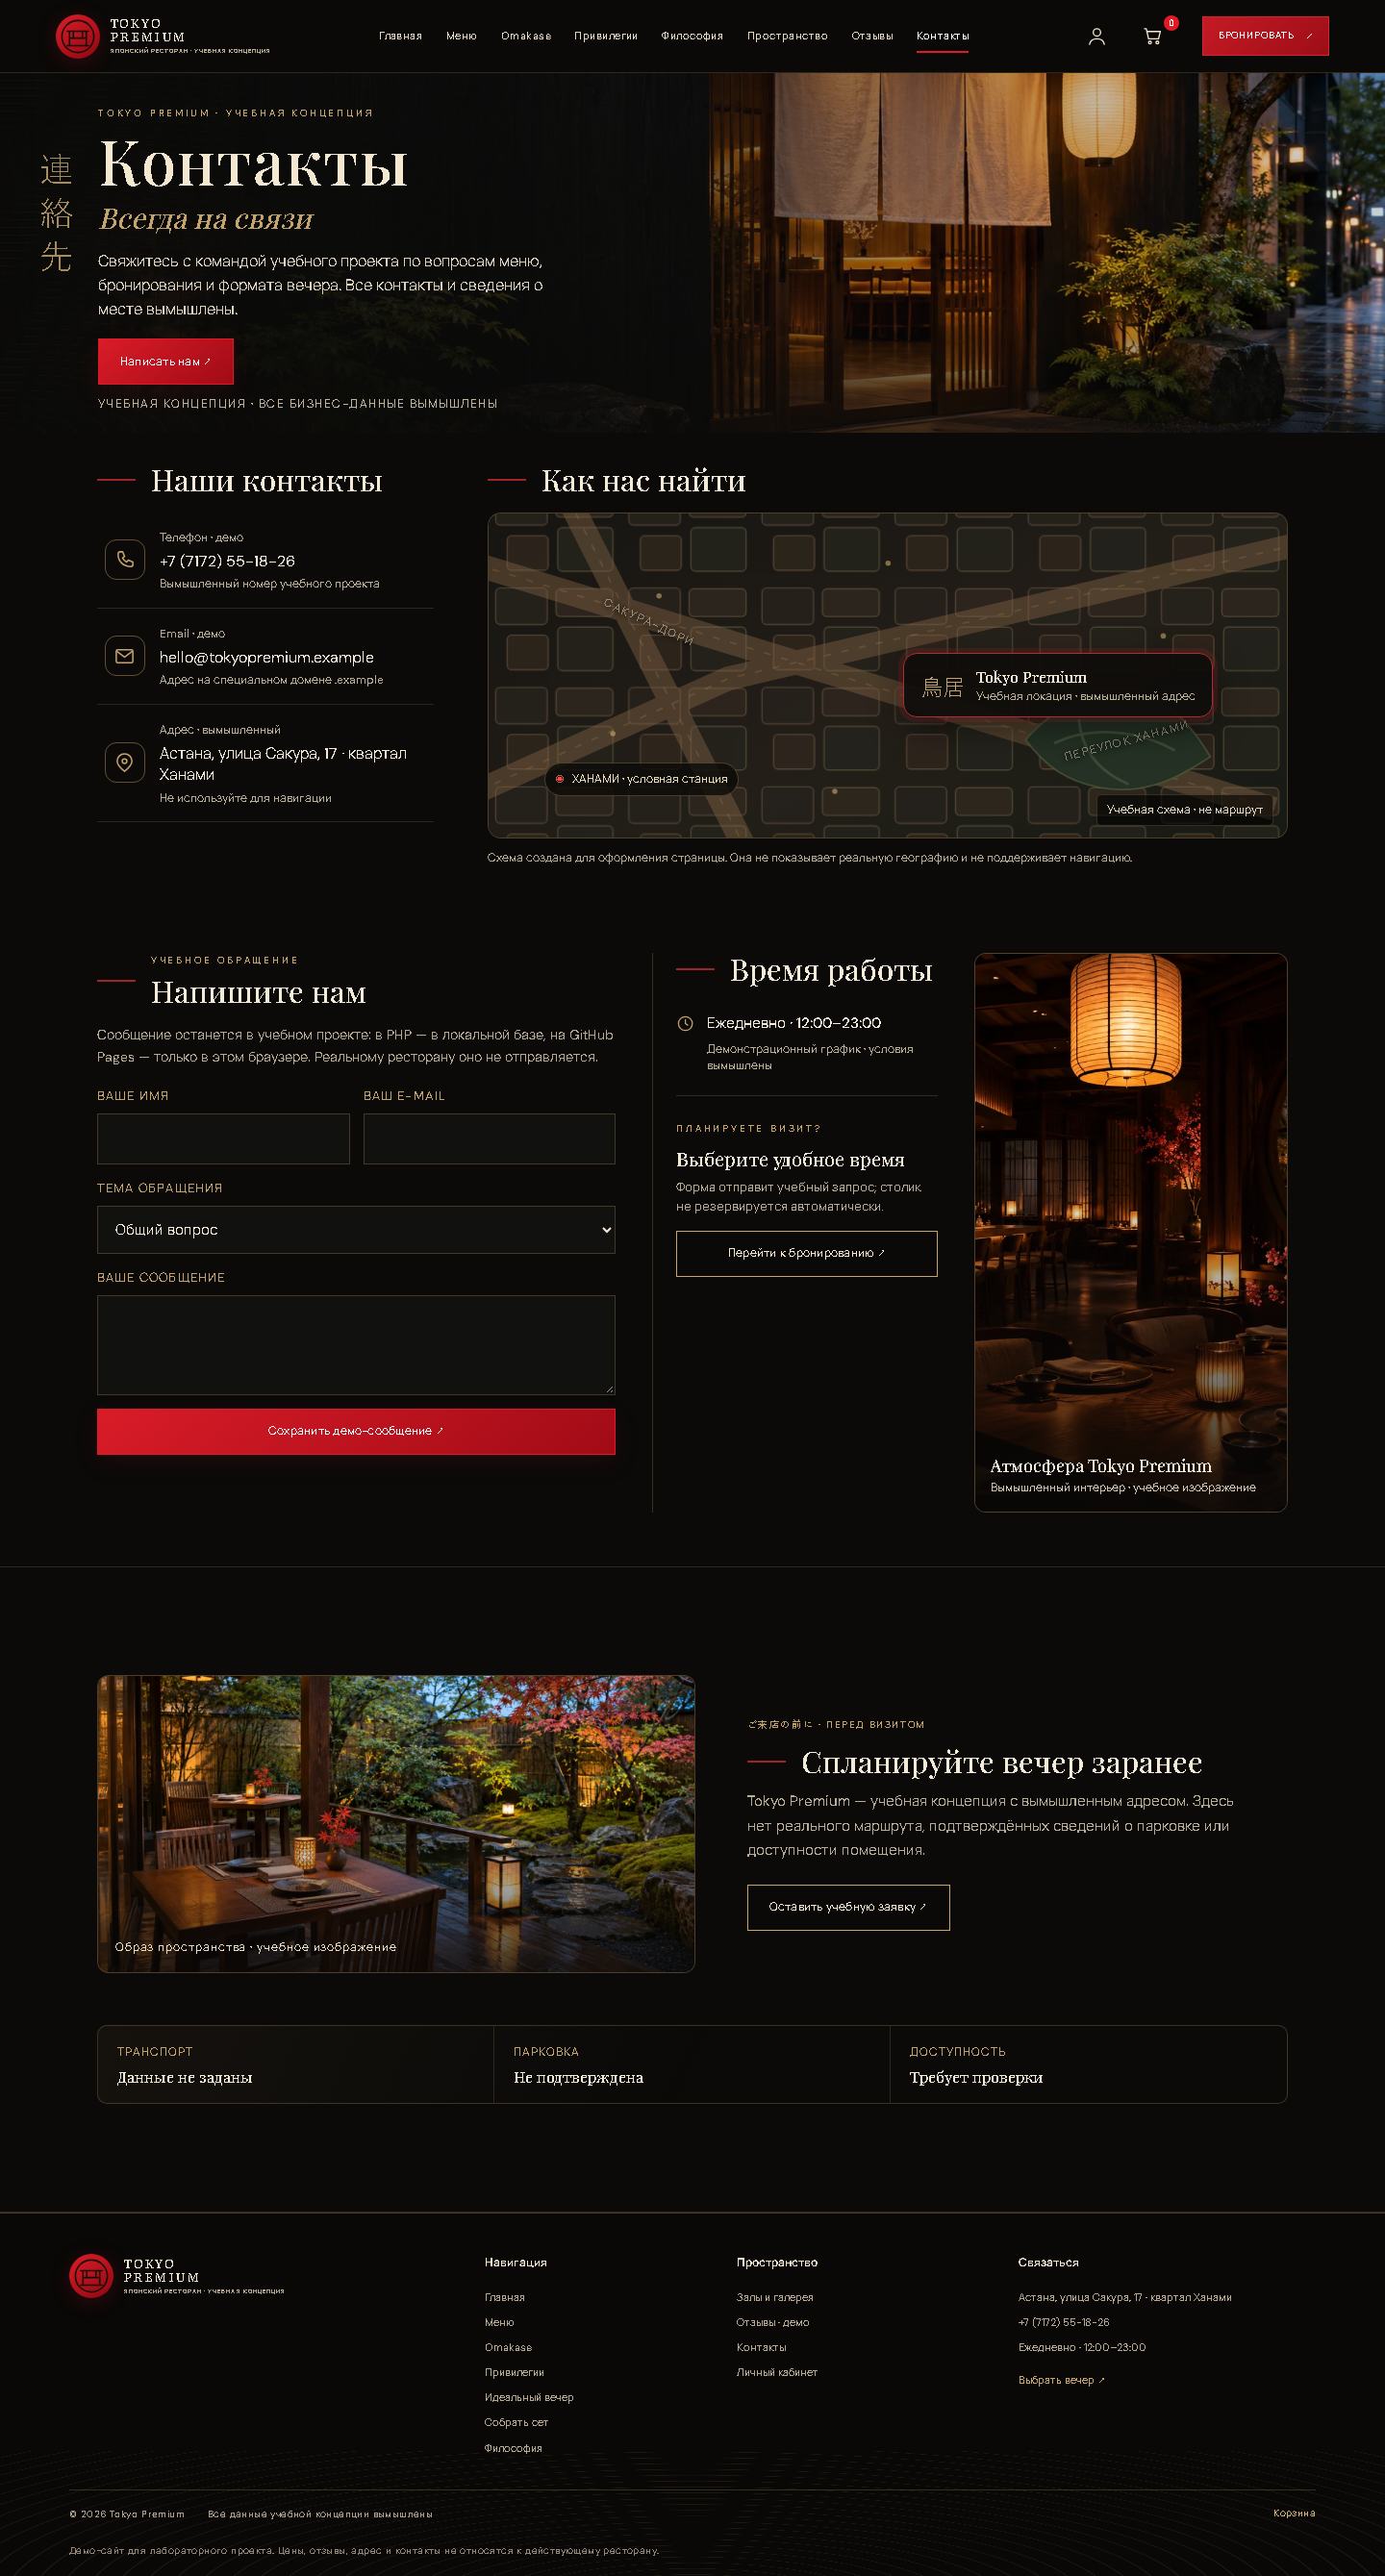 TOKYO
PREMIUM
ЯПОНСКИЙ РЕСТОРАН · УЧЕБНАЯ КОНЦЕПЦИЯ
Главная
Меню
Omakase
Привилегии
Философия
Пространство
Отзывы
Контакты
0
БРОНИРОВАТЬ ↗
TOKYO PREMIUM · УЧЕБНАЯ КОНЦЕПЦИЯ
連絡先
Контакты
Всегда на связи
Свяжитесь с командой учебного проекта по вопросам меню,
бронирования и формата вечера. Все контакты и сведения о
месте вымышлены.
Написать нам ↗
УЧЕБНАЯ КОНЦЕПЦИЯ · ВСЕ БИЗНЕС-ДАННЫЕ ВЫМЫШЛЕНЫ
Наши контакты
Телефон · демо
+7 (7172) 55-18-26
Вымышленный номер учебного проекта
Email · демо
hello@tokyopremium.example
Адрес на специальном домене .example
Адрес · вымышленный
Астана, улица Сакура, 17 · квартал
Ханами
Не используйте для навигации
Как нас найти
САКУРА-ДОРИ
鳥居
Tokyo Premium
Учебная локация · вымышленный адрес
ПЕРЕУЛОК ХАНАМИ
ХАНАМИ · условная станция
Учебная схема · не маршрут
Схема создана для оформления страницы. Она не показывает реальную географию и не поддерживает навигацию.
УЧЕБНОЕ ОБРАЩЕНИЕ
Напишите нам
Сообщение останется в учебном проекте: в PHP — в локальной базе, на GitHub
Pages — только в этом браузере. Реальному ресторану оно не отправляется.
ВАШЕ ИМЯ
ВАШ E-MAIL
ТЕМА ОБРАЩЕНИЯ
Общий вопрос
ВАШЕ СООБЩЕНИЕ
Сохранить демо-сообщение ↗
Время работы
Ежедневно · 12:00–23:00
Демонстрационный график · условия
вымышлены
ПЛАНИРУЕТЕ ВИЗИТ?
Выберите удобное время
Форма отправит учебный запрос; столик
не резервируется автоматически.
Перейти к бронированию ↗
Атмосфера Tokyo Premium
Вымышленный интерьер · учебное изображение
Образ пространства · учебное изображение
ご来店の前に · ПЕРЕД ВИЗИТОМ
Спланируйте вечер заранее
Tokyo Premium — учебная концепция с вымышленным адресом. Здесь
нет реального маршрута, подтверждённых сведений о парковке или
доступности помещения.
Оставить учебную заявку ↗
ТРАНСПОРТ
Данные не заданы
ПАРКОВКА
Не подтверждена
ДОСТУПНОСТЬ
Требует проверки
TOKYO
PREMIUM
ЯПОНСКИЙ РЕСТОРАН · УЧЕБНАЯ КОНЦЕПЦИЯ
Навигация
Главная
Меню
Omakase
Привилегии
Идеальный вечер
Собрать сет
Философия
Пространство
Залы и галерея
Отзывы · демо
Контакты
Личный кабинет
Связаться
Астана, улица Сакура, 17 · квартал Ханами
+7 (7172) 55-18-26
Ежедневно · 12:00–23:00
Выбрать вечер ↗
© 2026 Tokyo Premium
Все данные учебной концепции вымышлены
Корзина
Демо-сайт для лабораторного проекта. Цены, отзывы, адрес и контакты не относятся к действующему ресторану.